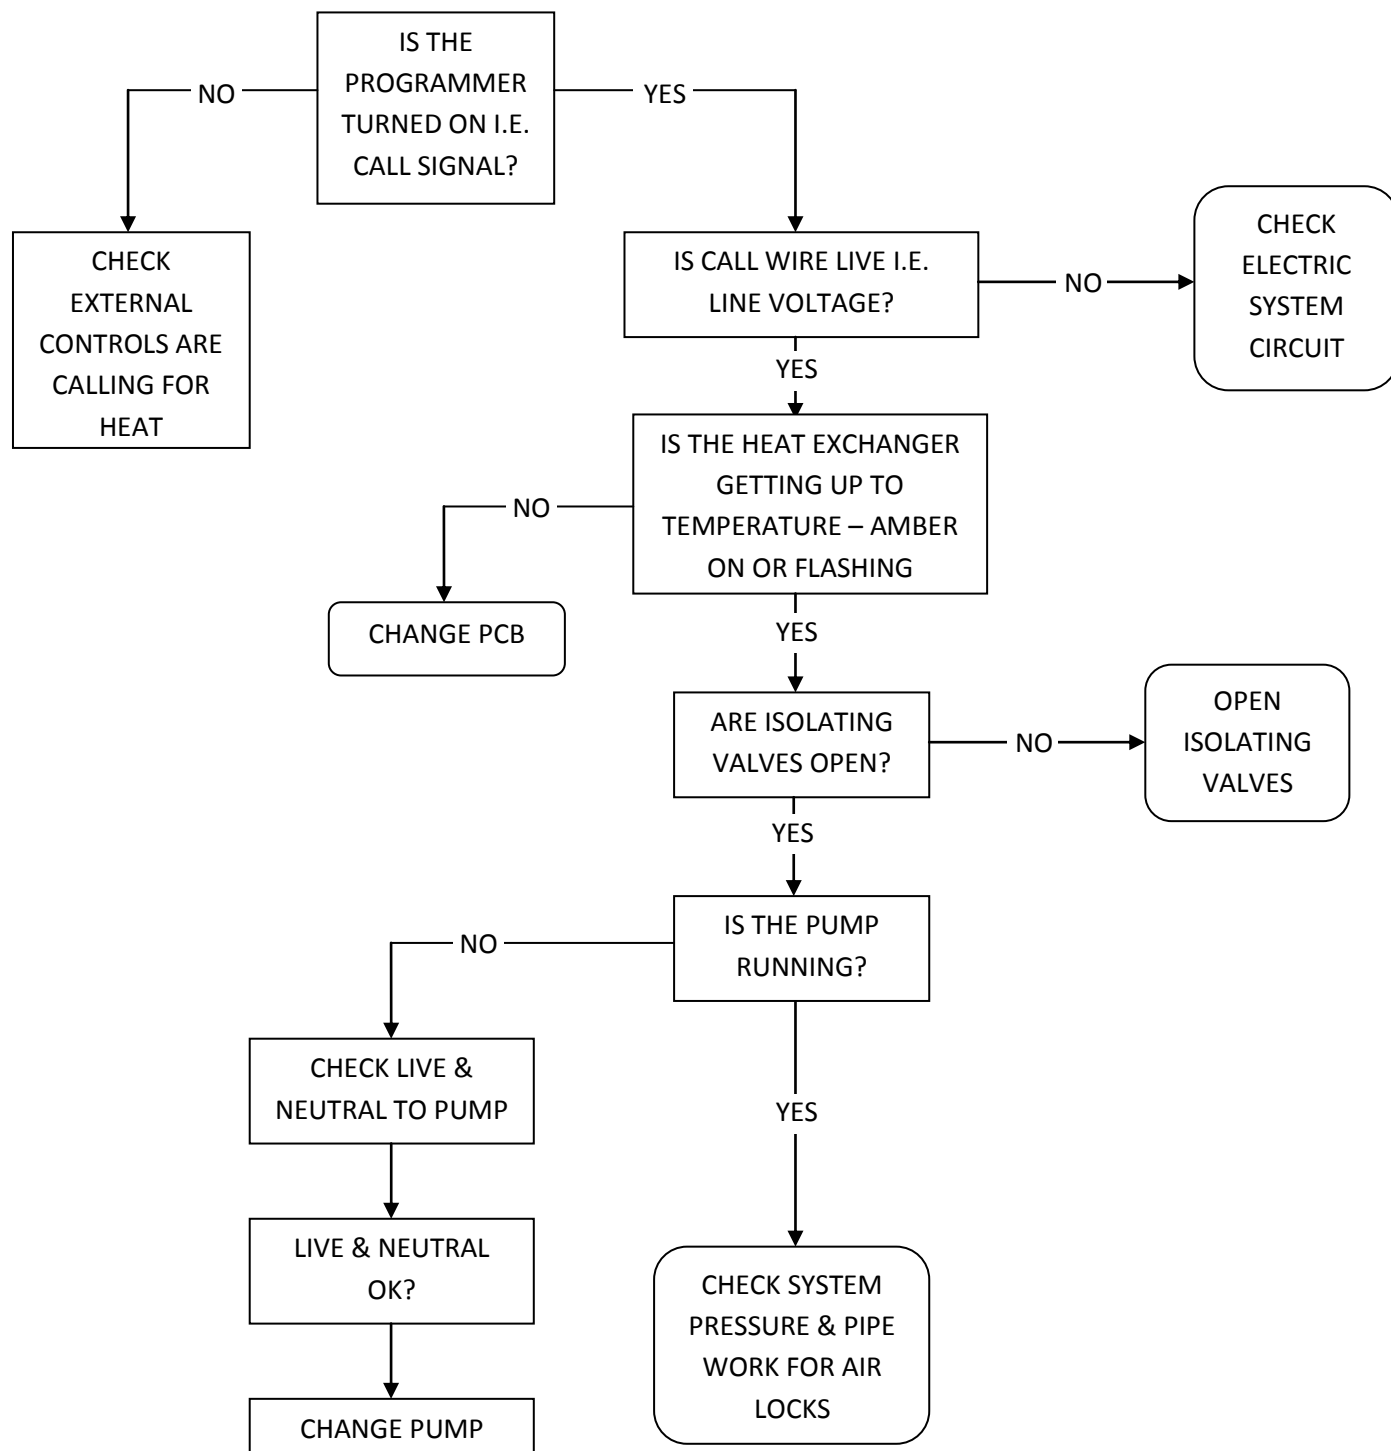 IS THE
PROGRAMMER
TURNED ON I.E.
CALL SIGNAL?
NO
YES
CHECK
EXTERNAL
CONTROLS ARE
CALLING FOR
HEAT
IS CALL WIRE LIVE I.E.
LINE VOLTAGE?
NO
CHECK
ELECTRIC
SYSTEM
CIRCUIT
YES
IS THE HEAT EXCHANGER
GETTING UP TO
TEMPERATURE – AMBER
ON OR FLASHING
NO
CHANGE PCB
YES
ARE ISOLATING
VALVES OPEN?
NO
OPEN
ISOLATING
VALVES
YES
IS THE PUMP
RUNNING?
NO
CHECK LIVE &
NEUTRAL TO PUMP
YES
LIVE & NEUTRAL
OK?
CHANGE PUMP
CHECK SYSTEM
PRESSURE & PIPE
WORK FOR AIR
LOCKS